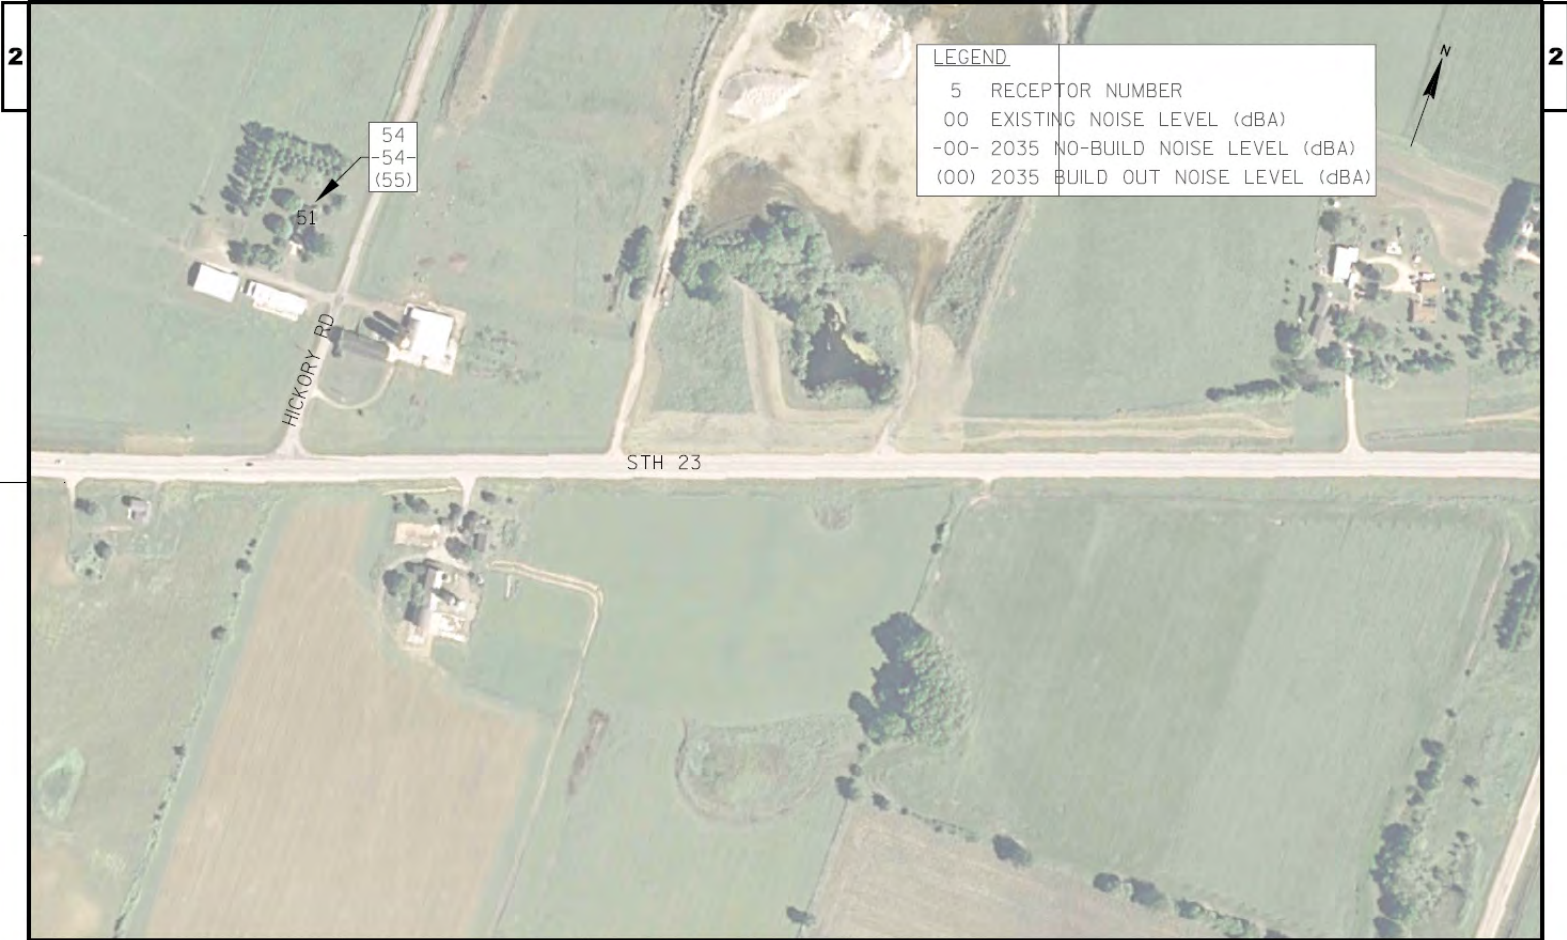 2
2
N
LEGEND
5 RECEPTOR NUMBER
00 EXISTING NOISE LEVEL (dBA)
-00- 2035 NO-BUILD NOISE LEVEL (dBA)
(00) 2035 BUILD OUT NOISE LEVEL (dBA)
54
-54-
(55)
51
HICKORY RD
STH 23